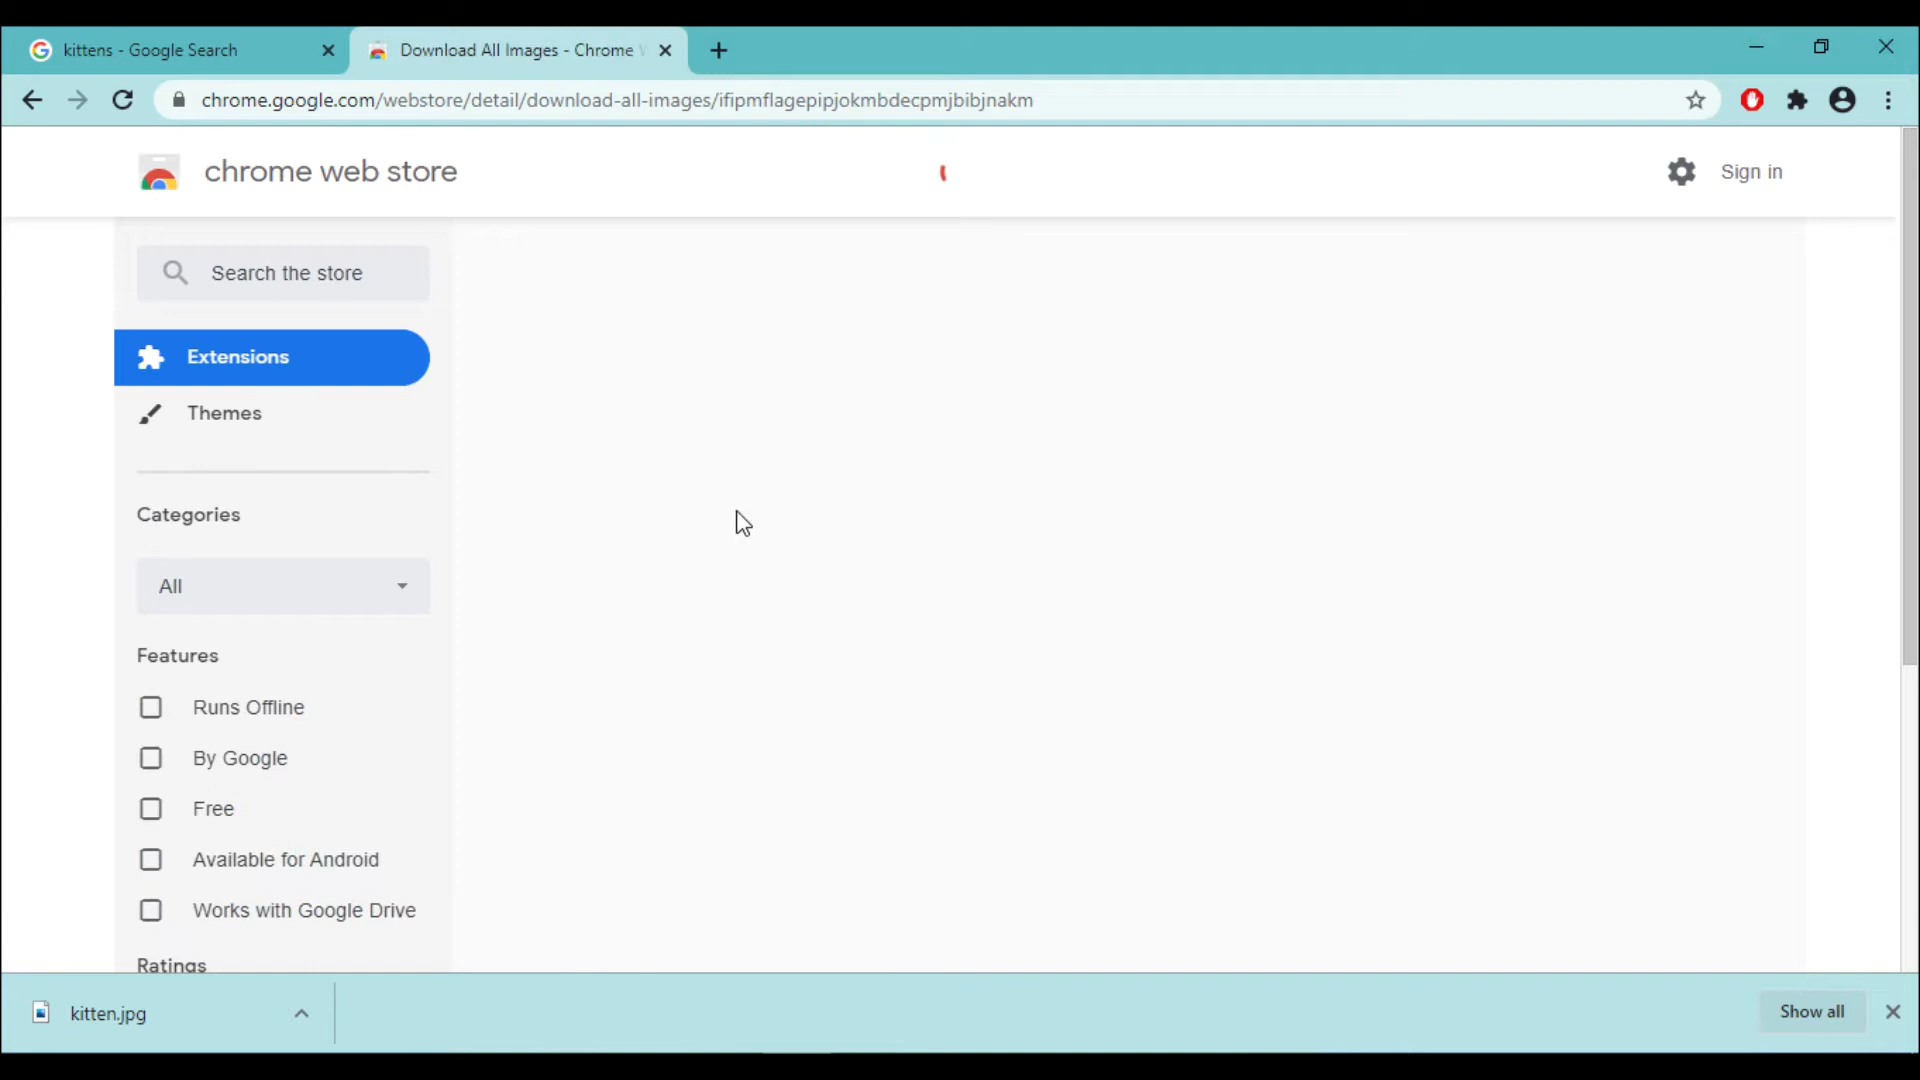 kittens - Google Search
Download All Images - Chrome
chrome.google.com/webstore/detail/download-all-images/ifipmflagepipjokmbdecpmjbibjnakm
chrome web store
Sign in
Search the store
Extensions
Themes
Categories
All
Features
Runs Offline
By Google
Free
Available for Android
Works with Google Drive
Ratings
kitten.jpg
Show all